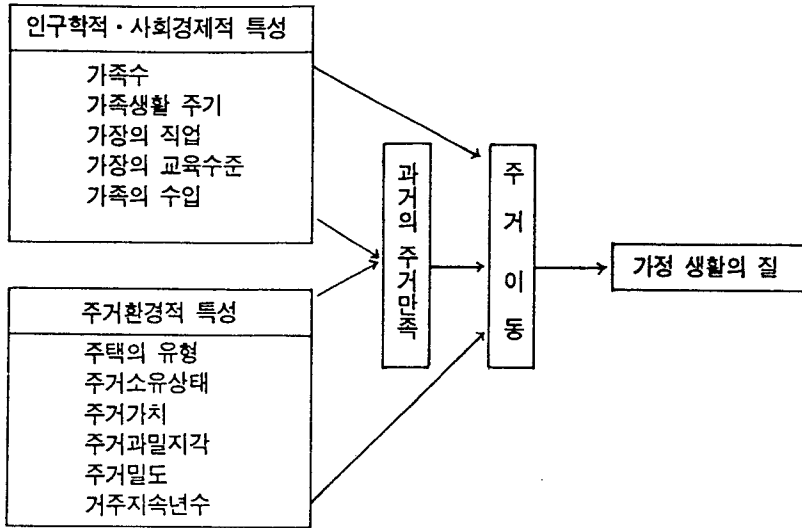 인구학적·사회경제적 특성
가족수
가족생활 주기
가장의 직업
가장의 교육수준
가족의 수입
주거환경적 특성
주택의 유형
주거소유상태
주거가치
주거과밀지각
주거밀도
거주지속년수
과거의 주거만족
주거이동
가정 생활의 질